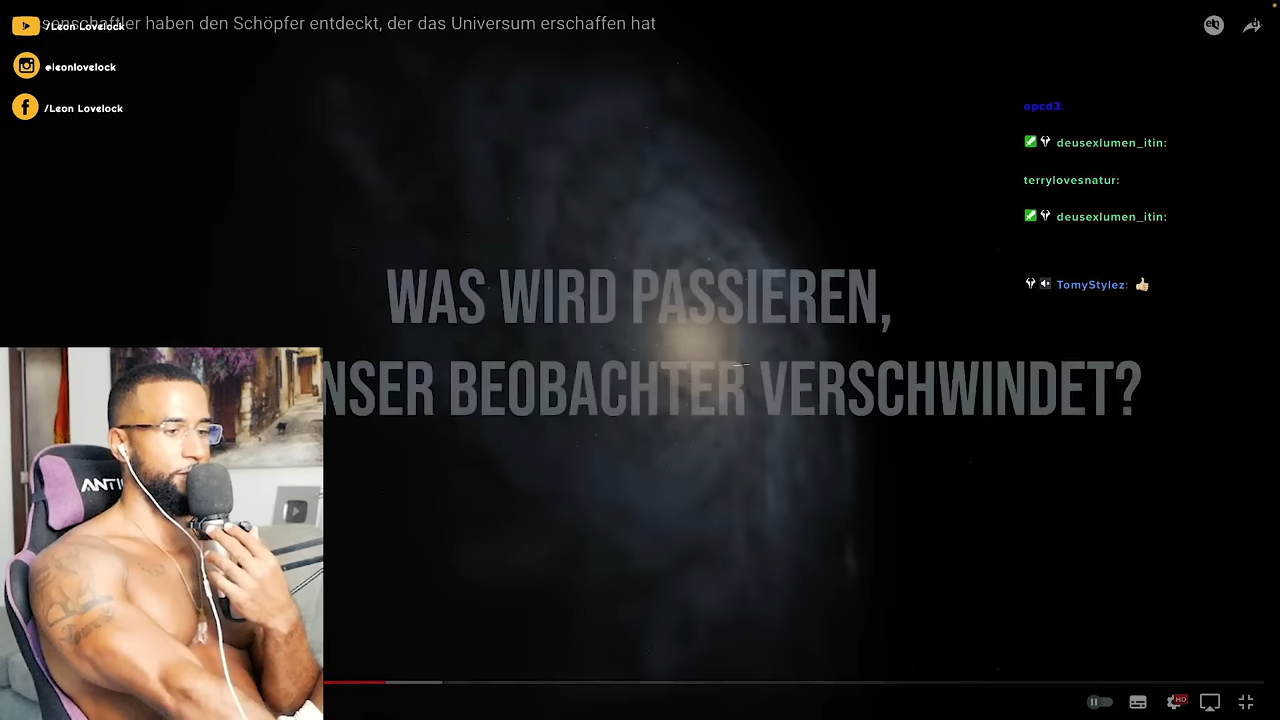 haben den Schöpfer entdeckt, der das Universum erschaffen hat
/Leon Lovelock
@leonlovelock
/Leon Lovelock
opcd3:
deusexlumen_itin:
terrylovesnatur:
deusexlumen_itin:
TomyStylez:
WAS WIRD PASSIEREN,
NSER BEOBACHTER VERSCHWINDET?
ANTI
HD